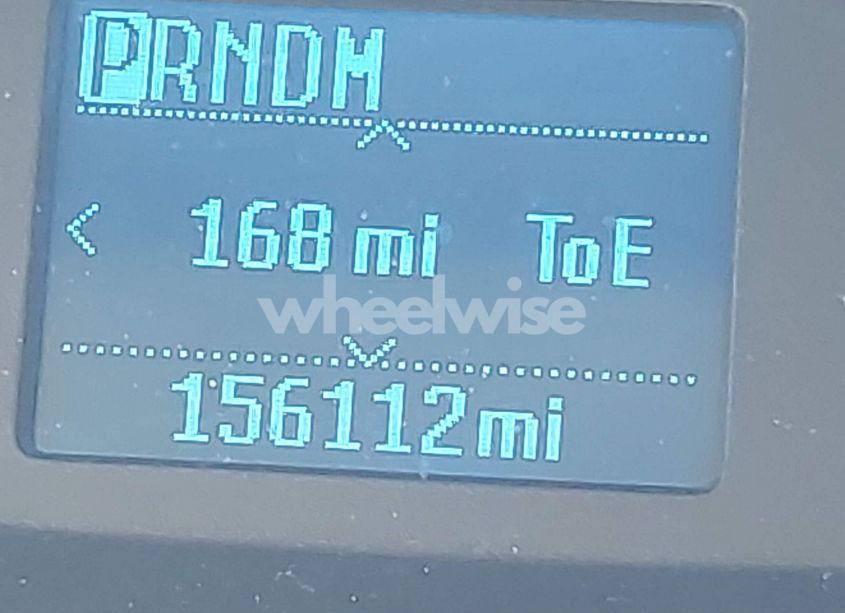 PRNDM
< 168 mi ToE
wheelwise
156112mi